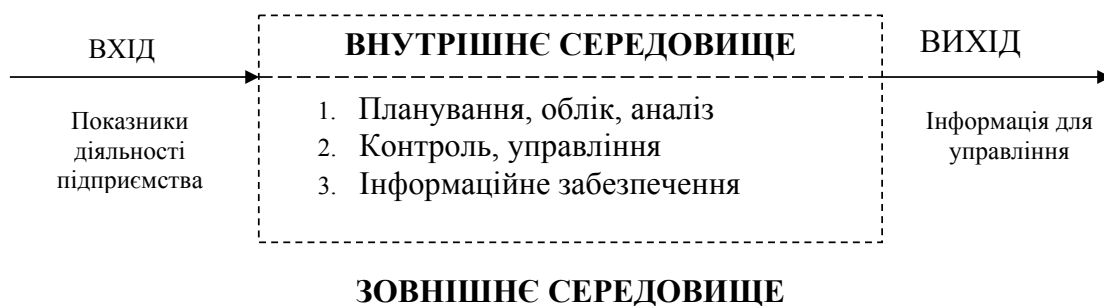 ВХІД
ВНУТРІШНЄ СЕРЕДОВИЩЕ
ВИХІД
Показники
діяльності
підприємства
1. Планування, облік, аналіз
2. Контроль, управління
3. Інформаційне забезпечення
Інформація для
управління
ЗОВНІШНЄ СЕРЕДОВИЩЕ